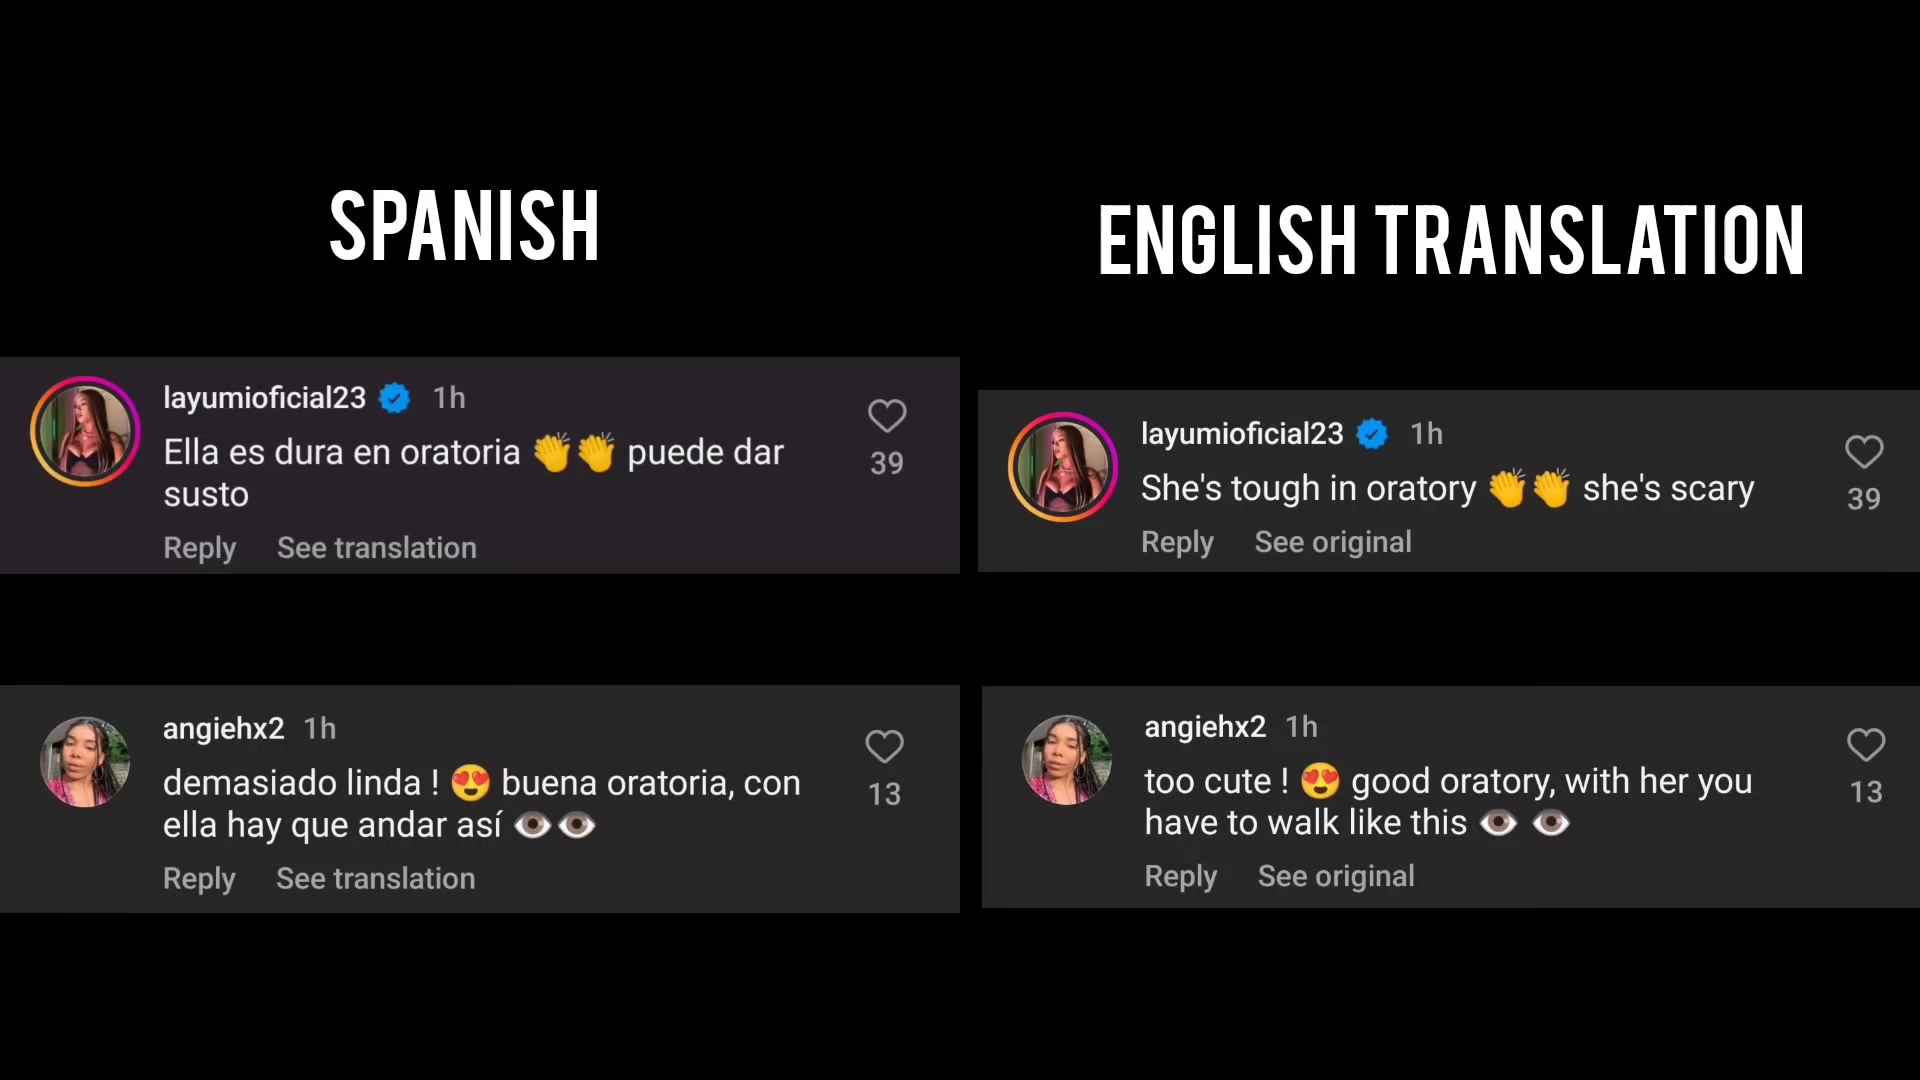 SPANISH
layumioficial23 1h
Ella es dura en oratoria 👏👏 puede dar
susto
39
Reply See translation
angiehx2 1h
demasiado linda ! 😍 buena oratoria, con
ella hay que andar así 👁️👁️
13
Reply See translation
ENGLISH TRANSLATION
layumioficial23 1h
She's tough in oratory 👏👏 she's scary
39
Reply See original
angiehx2 1h
too cute ! 😍 good oratory, with her you
have to walk like this 👁️ 👁️
13
Reply See original